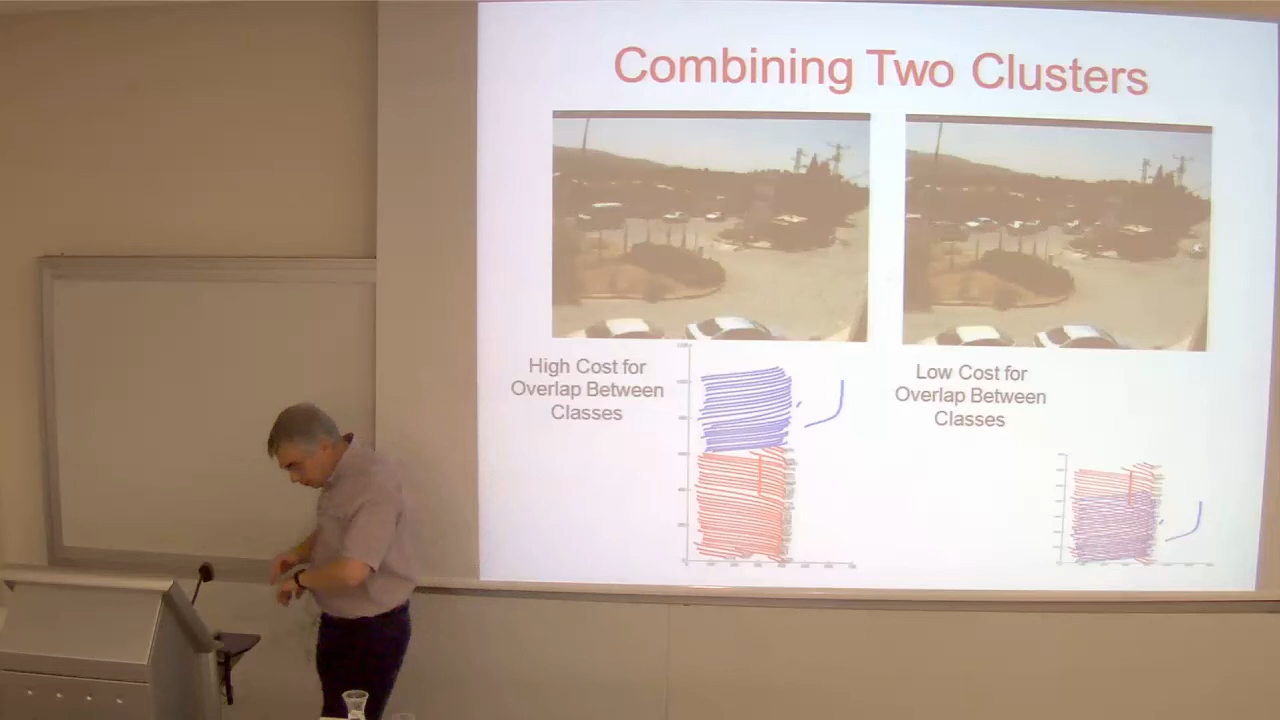 Combining Two Clusters
High Cost for
Overlap Between
Classes
Low Cost for
Overlap Between
Classes